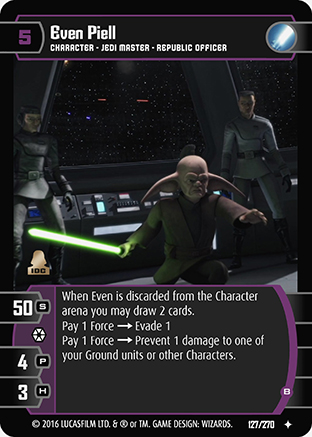 5 Even Piell
CHARACTER • JEDI MASTER • REPUBLIC OFFICER
IDC
50 S
When Even is discarded from the Character
arena you may draw 2 cards.
Pay 1 Force → Evade 1
Pay 1 Force → Prevent 1 damage to one of
your Ground units or other Characters.
4 P
3 H
B
© 2016 LUCASFILM LTD. & ® or TM. GAME DESIGN: WIZARDS. 127/270